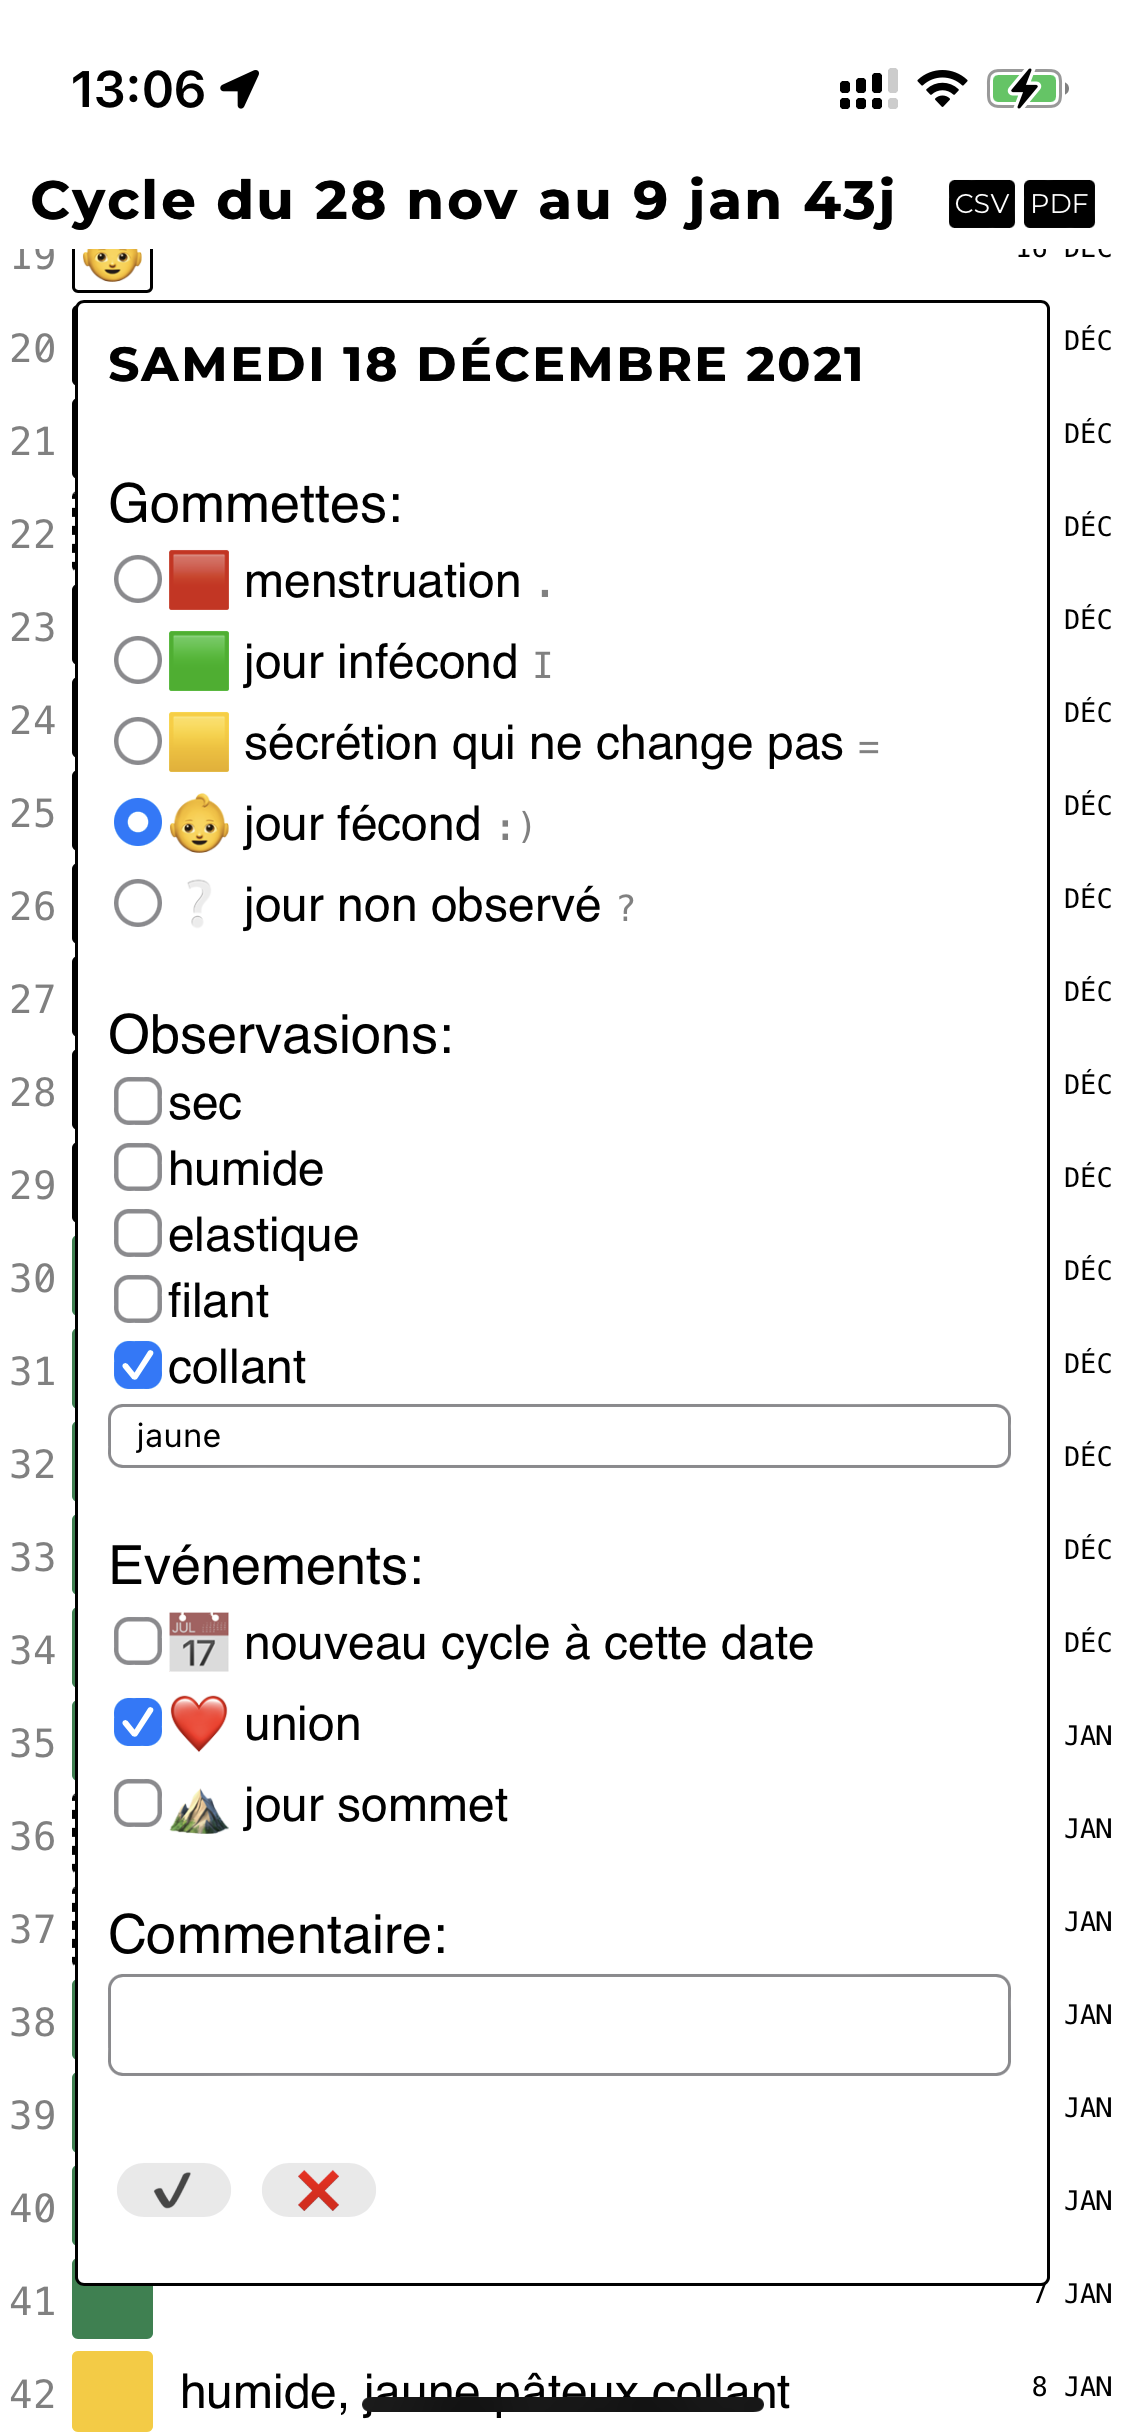 13:06
Cycle du 28 nov au 9 jan 43j CSV PDF
19 16 DÉC
20 DÉC
SAMEDI 18 DÉCEMBRE 2021
21 DÉC
Gommettes:
22 DÉC
menstruation .
23 DÉC
jour infécond I
24 DÉC
sécrétion qui ne change pas =
25 DÉC
jour fécond :)
26 DÉC
jour non observé ?
27 DÉC
Observasions:
28 DÉC
sec
humide
29 DÉC
elastique
30 DÉC
filant
31 DÉC
collant
jaune
32 DÉC
33 DÉC
Evénements:
34 DÉC
JUL 17 nouveau cycle à cette date
35 JAN
union
36 JAN
jour sommet
37 JAN
Commentaire:
38 JAN
39 JAN
40 JAN
41 7 JAN
42 humide, jaune pâteux collant 8 JAN